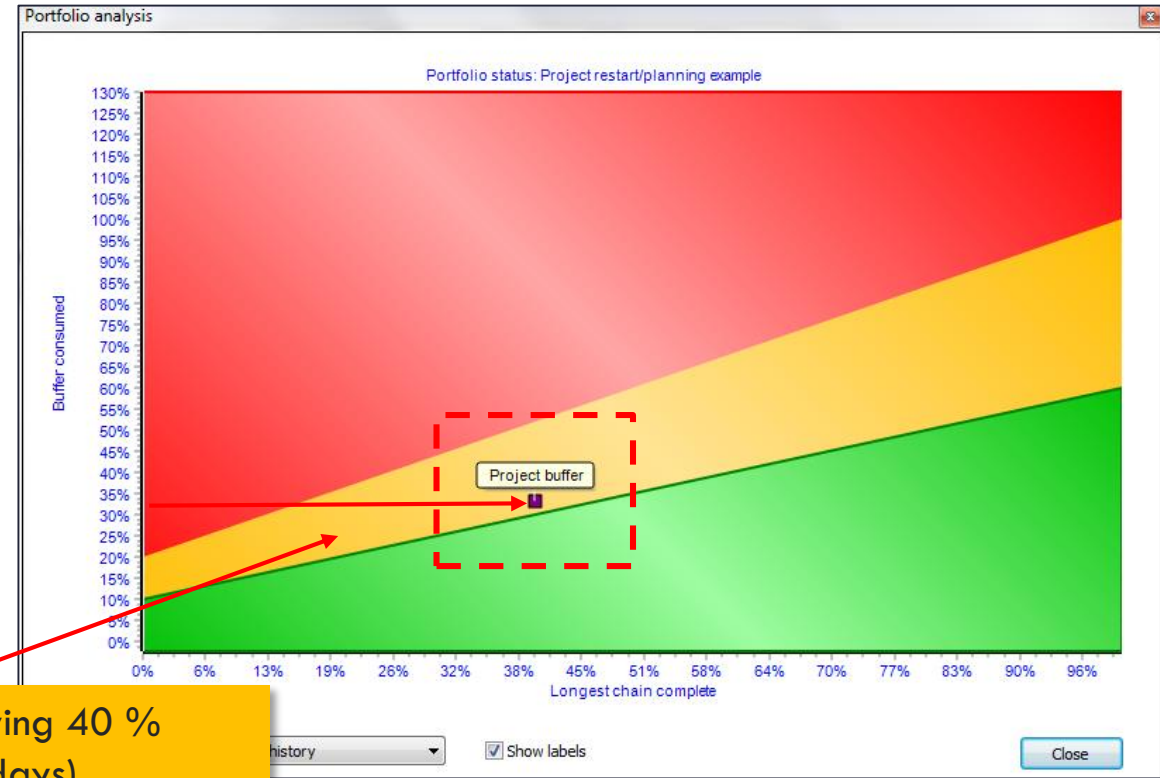 Portfolio analysis
Portfolio status: Project restart/planning example
130%
125%
120%
115%
110%
105%
100%
95%
90%
85%
80%
75%
70%
65%
60%
55%
50%
45%
40%
35%
30%
25%
20%
15%
10%
5%
0%
Buffer consumed
Project buffer
0% 6% 13% 19% 26% 32% 38% 45% 51% 58% 64% 70% 77% 83% 90% 96%
Longest chain complete
ing 40 %
days)
history
Show labels
Close